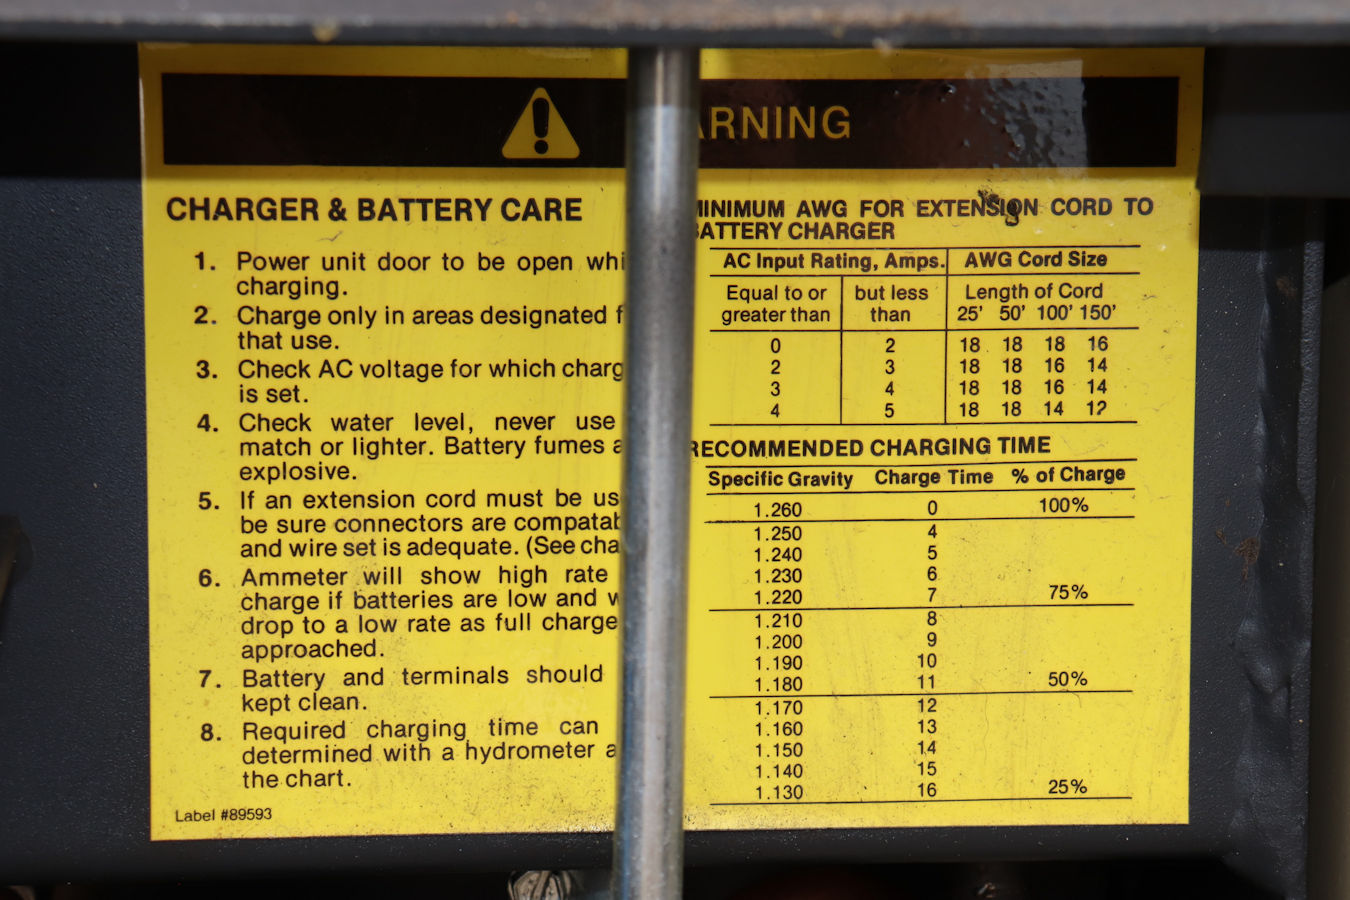 ARNING
CHARGER & BATTERY CARE
1. Power unit door to be open whi
charging.
2. Charge only in areas designated f
that use.
3. Check AC voltage for which charg
is set.
4. Check water level, never use
match or lighter. Battery fumes a
explosive.
5. If an extension cord must be us
be sure connectors are compatab
and wire set is adequate. (See cha
6. Ammeter will show high rate
charge if batteries are low and w
drop to a low rate as full charge
approached.
7. Battery and terminals should
kept clean.
8. Required charging time can
determined with a hydrometer a
the chart.
Label #89593
MINIMUM AWG FOR EXTENSION CORD TO
BATTERY CHARGER
AC Input Rating, Amps. AWG Cord Size
Equal to or but less Length of Cord
greater than than 25' 50' 100' 150'
0 2 18 18 18 16
2 3 18 18 16 14
3 4 18 18 16 14
4 5 18 18 14 12
RECOMMENDED CHARGING TIME
Specific Gravity Charge Time % of Charge
1.260 0 100%
1.250 4
1.240 5
1.230 6
1.220 7 75%
1.210 8
1.200 9
1.190 10
1.180 11 50%
1.170 12
1.160 13
1.150 14
1.140 15
1.130 16 25%